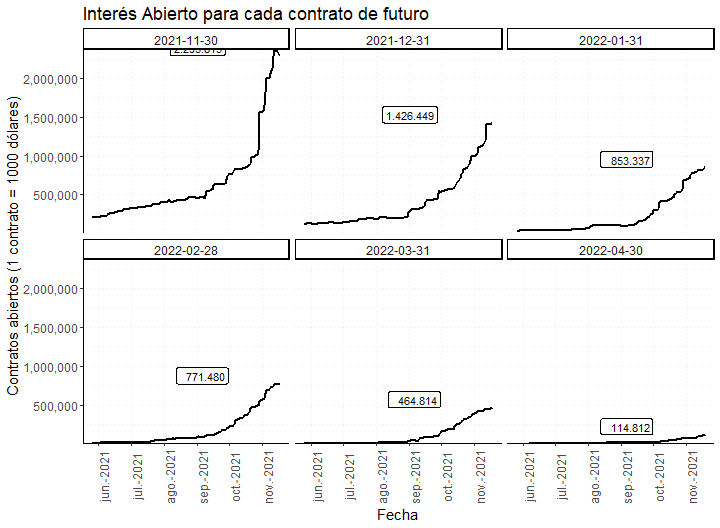 Interés Abierto para cada contrato de futuro
2021-11-30
2021-12-31
2022-01-31
2,000,000
1,500,000
1,000,000
500,000
1.426.449
853.337
2022-02-28
2022-03-31
2022-04-30
2,000,000
1,500,000
1,000,000
500,000
771.480
464.814
114.812
jun.-2021
jul.-2021
ago.-2021
sep.-2021
oct.-2021
nov.-2021
jun.-2021
jul.-2021
ago.-2021
sep.-2021
oct.-2021
nov.-2021
jun.-2021
jul.-2021
ago.-2021
sep.-2021
oct.-2021
nov.-2021
Fecha
Contratos abiertos (1 contrato = 1000 dólares)